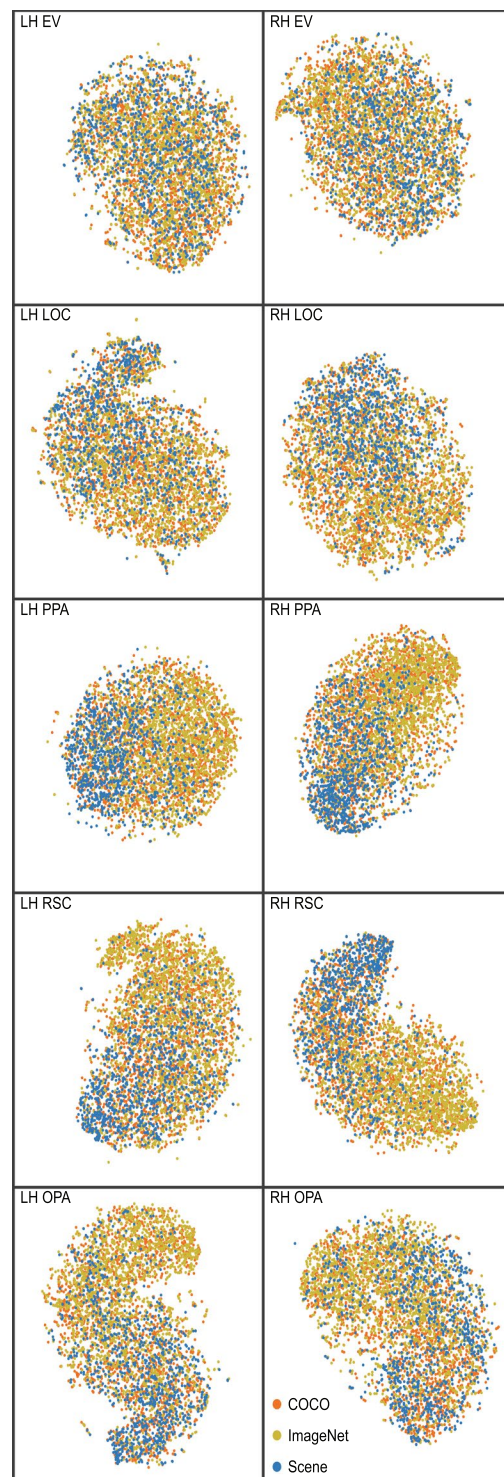 LH EV
RH EV
LH LOC
RH LOC
LH PPA
RH PPA
LH RSC
RH RSC
LH OPA
RH OPA
COCO
ImageNet
Scene